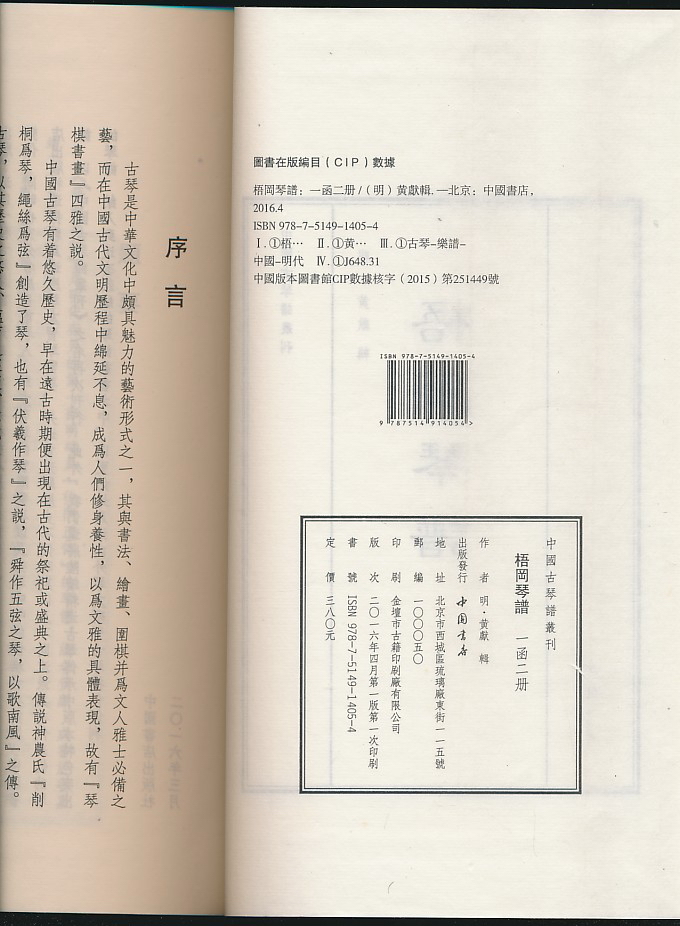 圖書在版編目（CIP）數據
梧岡琴譜：一函二册／（明）黃獻輯.—北京：中國書店，
2016.4
ISBN 978-7-5149-1405-4
Ⅰ.①梧… Ⅱ.①黃… Ⅲ.①古琴-樂譜-
中國-明代 Ⅳ.①J648.31
中國版本圖書館CIP數據核字（2015）第251449號
ISBN 978-7-5149-1405-4
9 787514 914054 >
中國古琴譜叢刊
梧岡琴譜 一函二册
作者 明·黃獻 輯
出版發行 中国书店
地址 北京市西城區琉璃廠東街一一五號
郵編 一〇〇〇五〇
印刷 金壇市古籍印刷廠有限公司
版次 二〇一六年四月第一版第一次印刷
書號 ISBN 978-7-5149-1405-4
定價 三八〇元
序言
古琴是中華文化中頗具魅力的藝術形式之一，其與書法、繪畫、圍棋并爲文人雅士必備之
藝，而在中國古代文明歷程中綿延不息，成爲人們修身養性，以爲文雅的具體表現，故有『琴
棋書畫』四雅之説。
中國古琴有着悠久歷史，早在遠古時期便出現在古代的祭祀或盛典之上。傳説神農氏『削
桐爲琴，繩絲爲弦』創造了琴，也有『伏羲作琴』之説，『舜作五弦之琴，以歌南風』之傳。